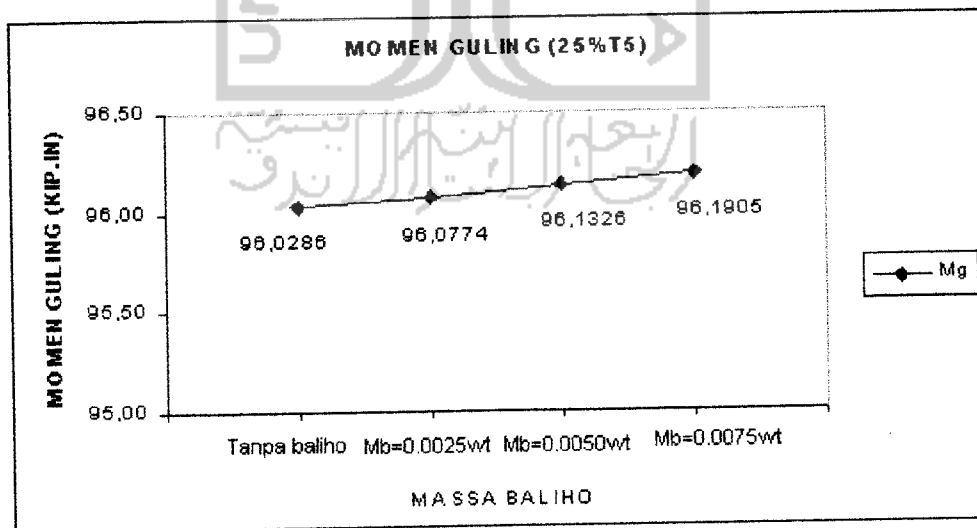 MOMEN GULING (25%T5)
MOMEN GULING (KIP.IN)
96,50
96,00
95,50
95,00
96,0286
96,0774
96,1326
96,1905
Mg
Tanpa baliho Mb=0.0025wt Mb=0.0050wt Mb=0.0075wt
MASSA BALIHO